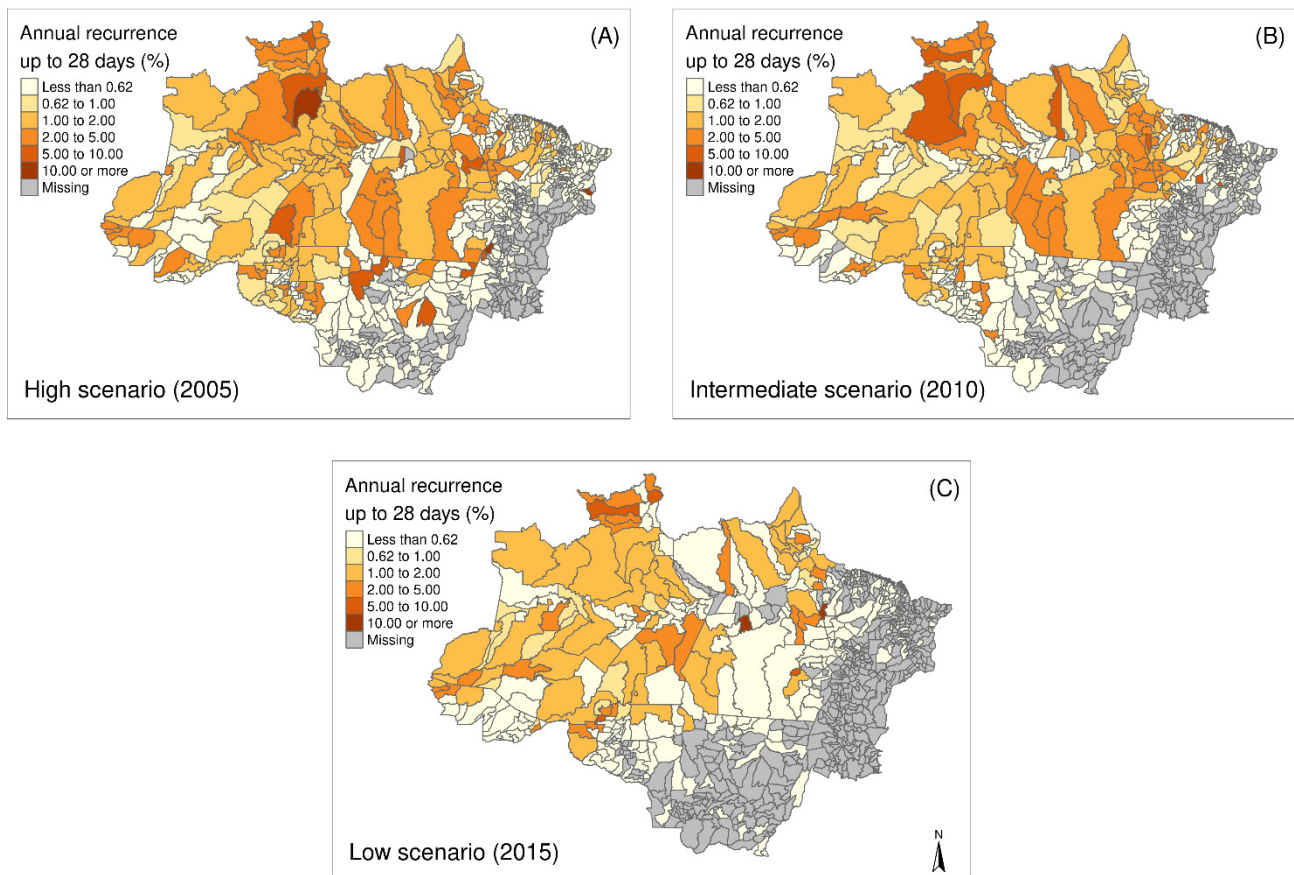 Annual recurrence
up to 28 days (%)
Less than 0.62
0.62 to 1.00
1.00 to 2.00
2.00 to 5.00
5.00 to 10.00
10.00 or more
Missing
(A)
High scenario (2005)
Annual recurrence
up to 28 days (%)
Less than 0.62
0.62 to 1.00
1.00 to 2.00
2.00 to 5.00
5.00 to 10.00
10.00 or more
Missing
(B)
Intermediate scenario (2010)
Annual recurrence
up to 28 days (%)
Less than 0.62
0.62 to 1.00
1.00 to 2.00
2.00 to 5.00
5.00 to 10.00
10.00 or more
Missing
(C)
Low scenario (2015)
N